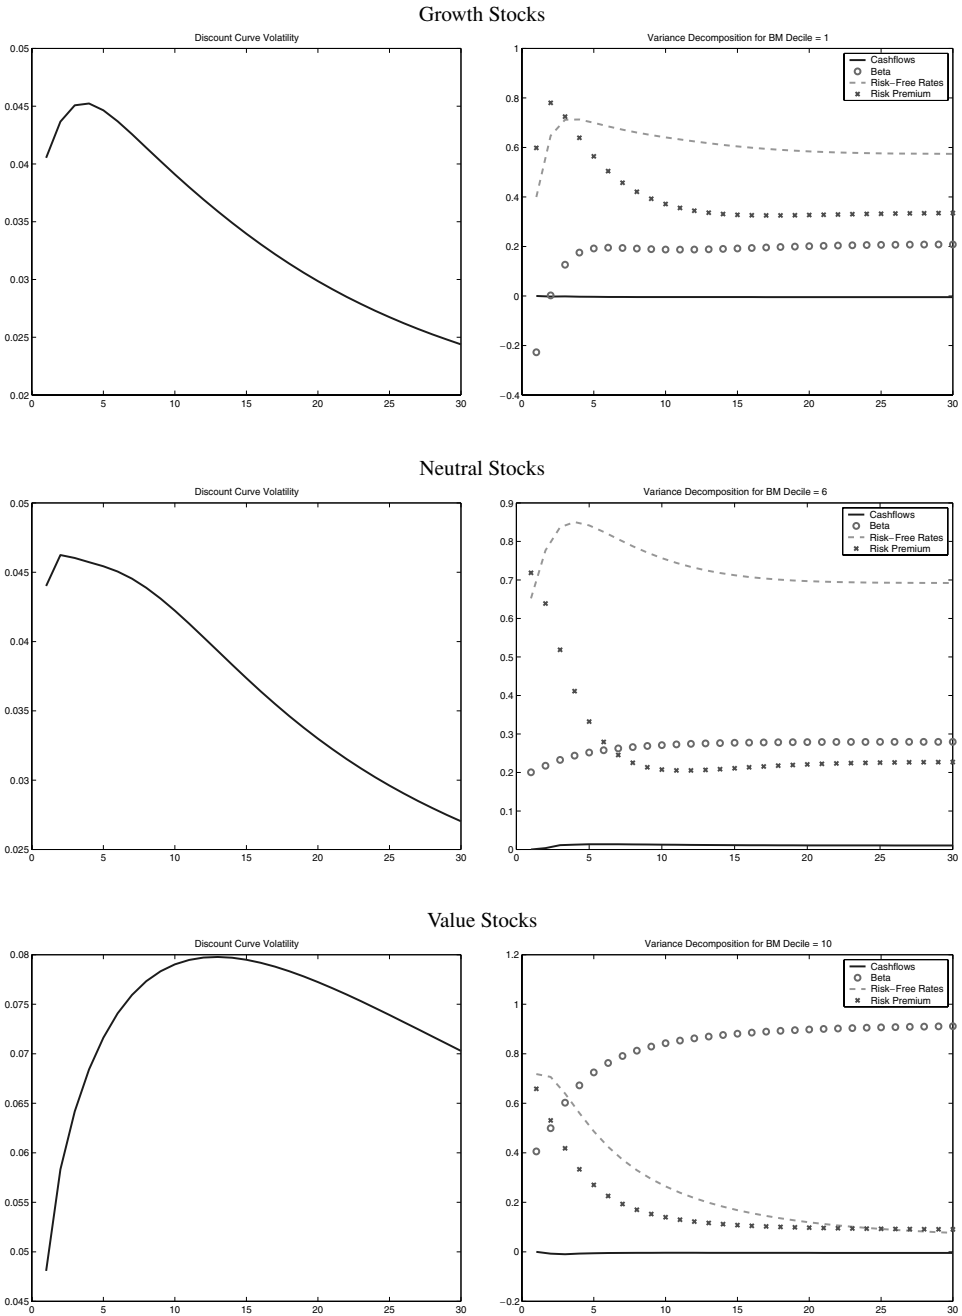 Growth Stocks
Discount Curve Volatility
0.05
0.045
0.04
0.035
0.03
0.025
0.02
0 5 10 15 20 25 30
Variance Decomposition for BM Decile = 1
Cashflows
Beta
Risk−Free Rates
Risk Premium
1
0.8
0.6
0.4
0.2
0
−0.2
−0.4
0 5 10 15 20 25 30
Neutral Stocks
Discount Curve Volatility
0.05
0.045
0.04
0.035
0.03
0.025
0 5 10 15 20 25 30
Variance Decomposition for BM Decile = 6
Cashflows
Beta
Risk−Free Rates
Risk Premium
0.9
0.8
0.7
0.6
0.5
0.4
0.3
0.2
0.1
0
0 5 10 15 20 25 30
Value Stocks
Discount Curve Volatility
0.08
0.075
0.07
0.065
0.06
0.055
0.05
0.045
0 5 10 15 20 25 30
Variance Decomposition for BM Decile = 10
Cashflows
Beta
Risk−Free Rates
Risk Premium
1.2
1
0.8
0.6
0.4
0.2
0
−0.2
0 5 10 15 20 25 30